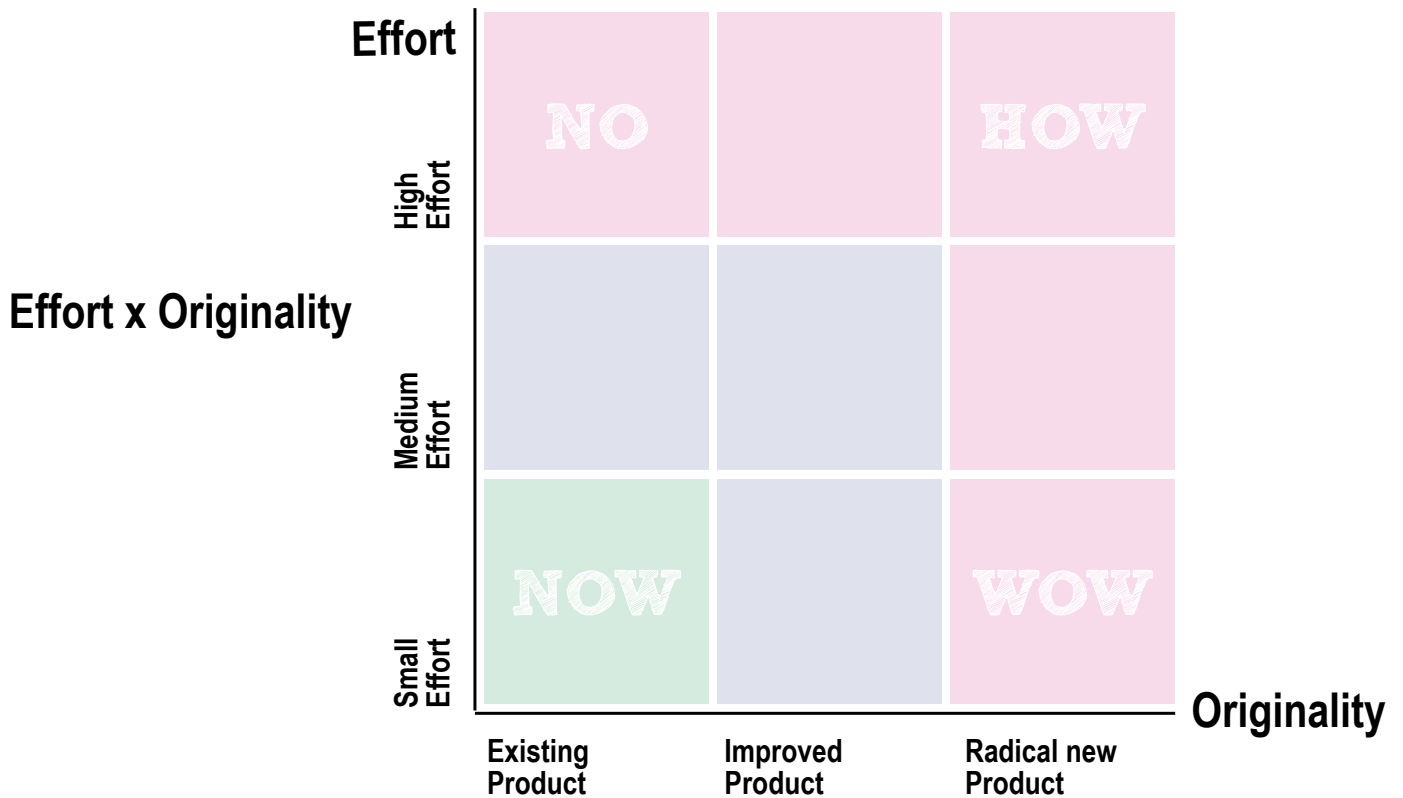 Effort
NO
HOW
High
Effort
Effort x Originality
Medium
Effort
NOW
WOW
Small
Effort
Originality
Existing
Product
Improved
Product
Radical new
Product